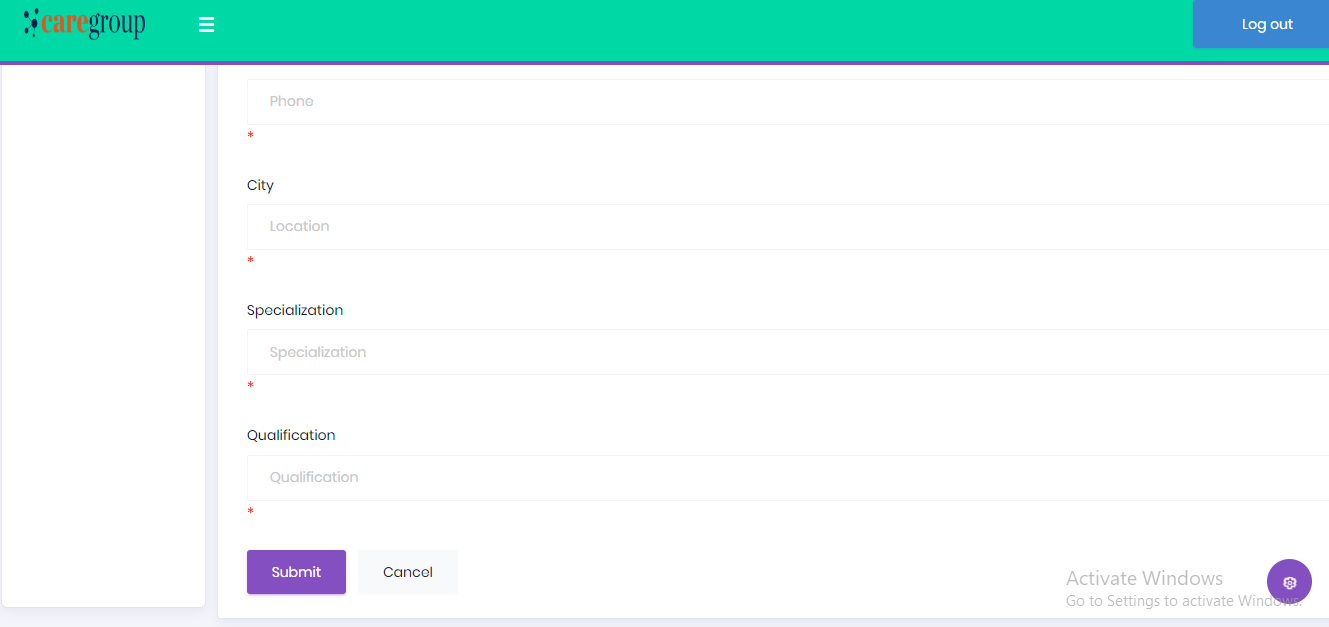 caregroup
Log out
Phone
*
City
Location
*
Specialization
Specialization
*
Qualification
Qualification
*
Submit Cancel
Activate Windows
Go to Settings to activate Windows.